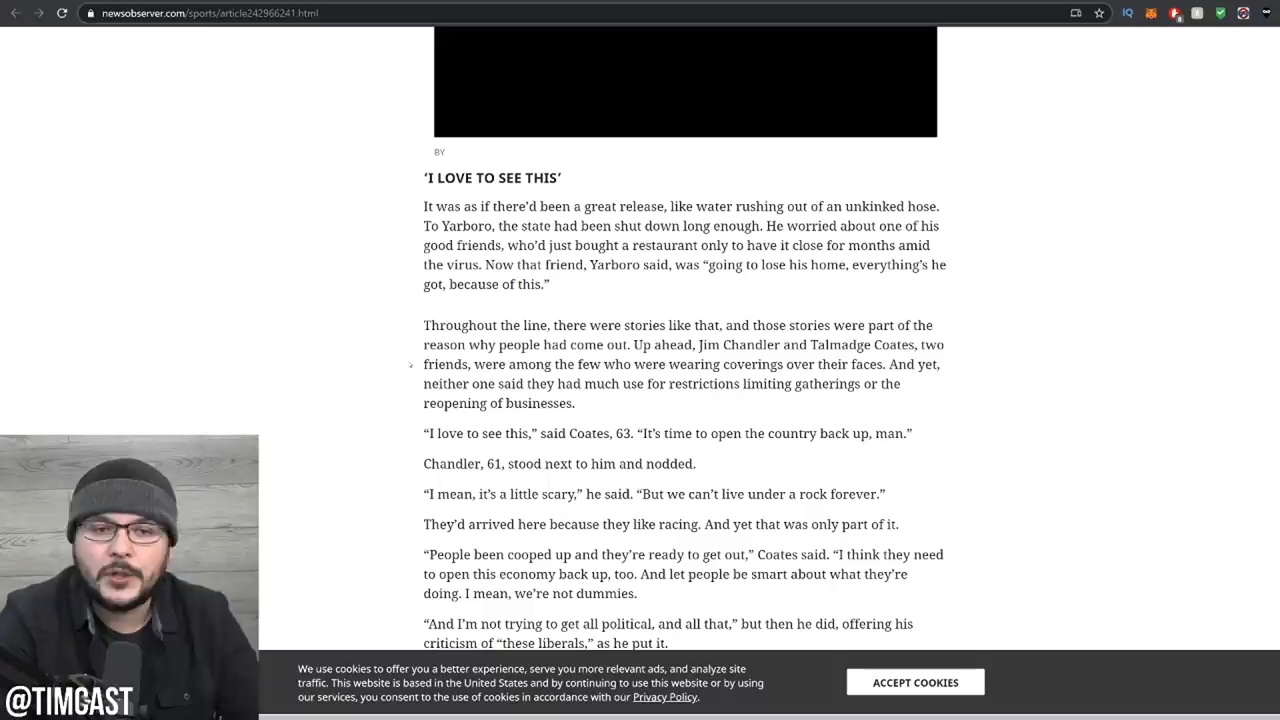 newsobserver.com/sports/article242966241.html
BY
‘I LOVE TO SEE THIS’
It was as if there’d been a great release, like water rushing out of an unkinked hose.
To Yarboro, the state had been shut down long enough. He worried about one of his
good friends, who’d just bought a restaurant only to have it close for months amid
the virus. Now that friend, Yarboro said, was “going to lose his home, everything’s he
got, because of this.”
Throughout the line, there were stories like that, and those stories were part of the
reason why people had come out. Up ahead, Jim Chandler and Talmadge Coates, two
friends, were among the few who were wearing coverings over their faces. And yet,
neither one said they had much use for restrictions limiting gatherings or the
reopening of businesses.
“I love to see this,” said Coates, 63. “It’s time to open the country back up, man.”
Chandler, 61, stood next to him and nodded.
“I mean, it’s a little scary,” he said. “But we can’t live under a rock forever.”
They’d arrived here because they like racing. And yet that was only part of it.
“People been cooped up and they’re ready to get out,” Coates said. “I think they need
to open this economy back up, too. And let people be smart about what they’re
doing. I mean, we’re not dummies.
“And I’m not trying to get all political, and all that,” but then he did, offering his
criticism of “these liberals,” as he put it.
We use cookies to offer you a better experience, serve you more relevant ads, and analyze site
traffic. This website is based in the United States and by continuing to use this website or by using
our services, you consent to the use of cookies in accordance with our Privacy Policy.
ACCEPT COOKIES
@TIMCAST